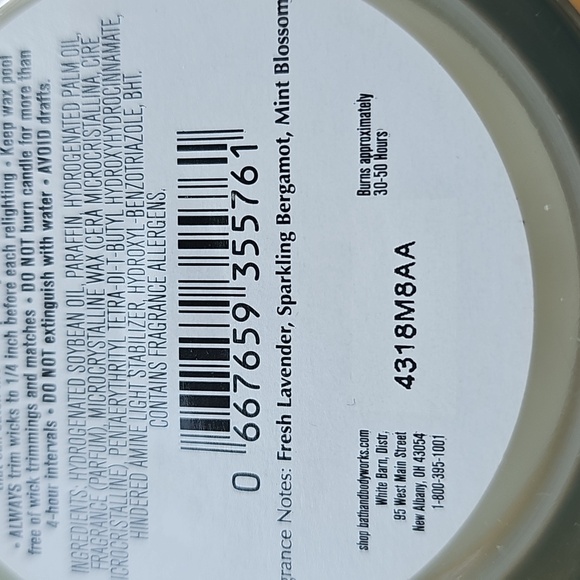 • ALWAYS trim wicks to 1/4 inch before each relighting • Keep wax pool
free of wick trimmings and matches • DO NOT burn candle for more than
4-hour intervals • DO NOT extinguish with water • AVOID drafts.
INGREDIENTS: HYDROGENATED SOYBEAN OIL, PARAFFIN, HYDROGENATED PALM OIL,
FRAGRANCE (PARFUM), MICROCRYSTALLINE WAX (CERA MICROCRISTALLINA, CIRE
MICROCRISTALLINE) PENTAERYTHRITYL TETRA-DI-T-BUTYL HYDROXYHYDROCINNAMATE,
HINDERED AMINE LIGHT STABILIZER, HYDROXYL-BENZOTRIAZOLE, BHT.
CONTAINS FRAGRANCE ALLERGENS.
0 667659 355761
grance Notes: Fresh Lavender, Sparkling Bergamot, Mint Blossom
Burns approximately
30-50 Hours
4318M8AA
shop bathandbodyworks.com
White Barn, Distr.
95 West Main Street
New Albany, OH 43054
1-800-395-1001